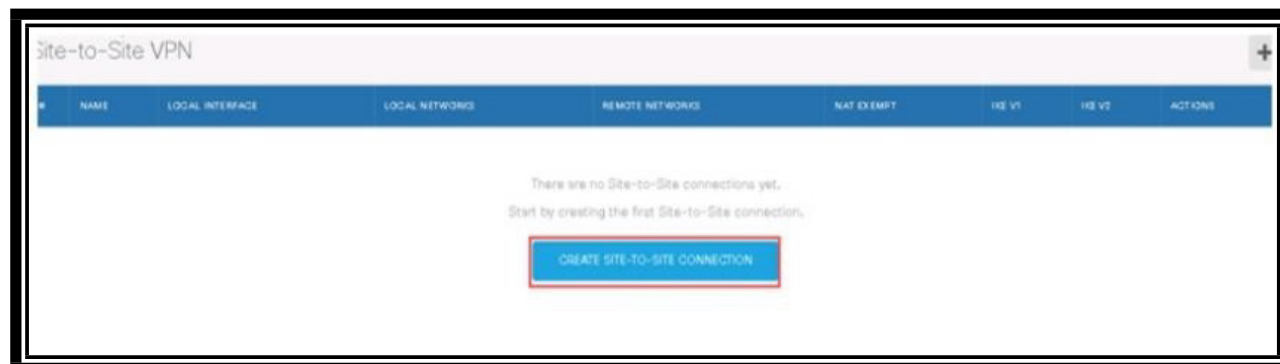 Site-to-Site VPN
+
# NAME LOCAL INTERFACE LOCAL NETWORKS REMOTE NETWORKS NAT EXEMPT IKE V1 IKE V2 ACTIONS
There are no Site-to-Site connections yet.
Start by creating the first Site-to-Site connection.
CREATE SITE-TO-SITE CONNECTION